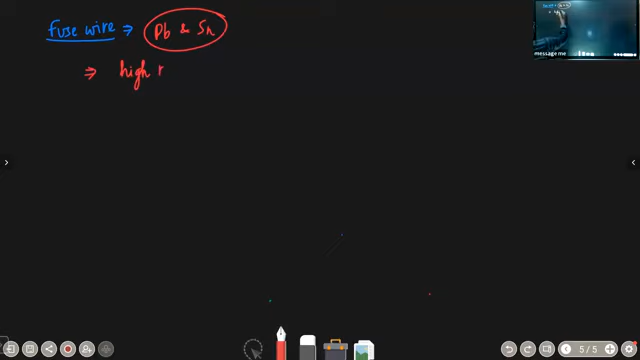 fuse wire ⇒ Pb & Sn
⇒ high
message me
5/5